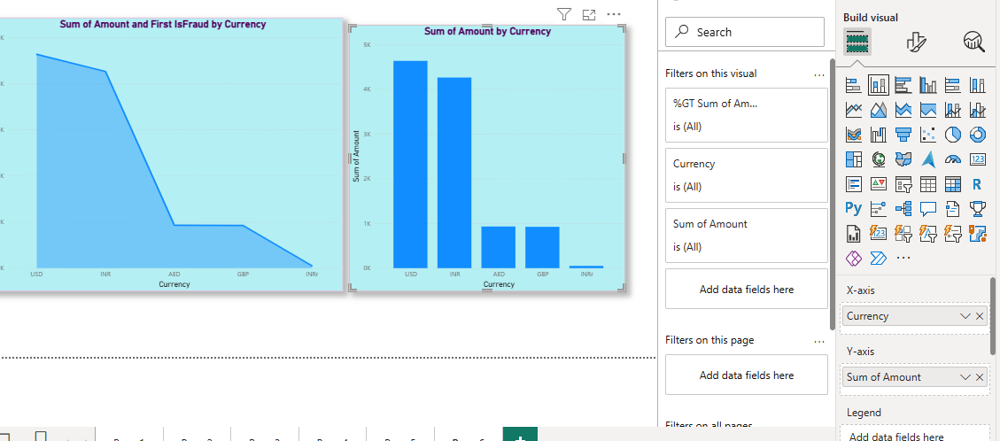 Sum of Amount and First IsFraud by Currency
K
K
K
K
K
K
USD
INR
AED
GBP
INRr
Currency
Sum of Amount by Currency
Sum of Amount
5K
4K
3K
2K
1K
0K
USD
INR
AED
GBP
INRr
Currency
Search
Filters on this visual
...
%GT Sum of Am...
is (All)
Currency
is (All)
Sum of Amount
is (All)
Add data fields here
Filters on this page
...
Add data fields here
Filters on all pages
Build visual
123
R
Py
123
...
X-axis
Currency
Y-axis
Sum of Amount
Legend
Add data fields here